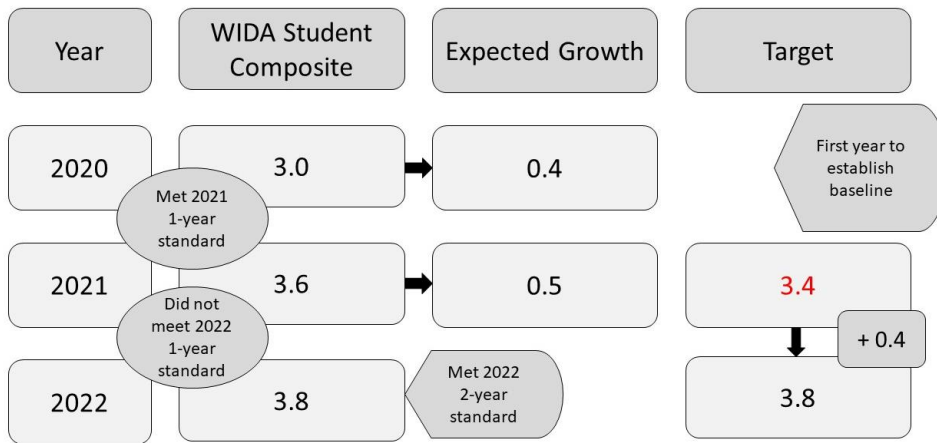 Year
WIDA Student
Composite
Expected Growth
Target
2020
3.0
0.4
First year to
establish
baseline
Met 2021
1-year
standard
2021
3.6
0.5
3.4
Did not
meet 2022
1-year
standard
+ 0.4
2022
3.8
Met 2022
2-year
standard
3.8